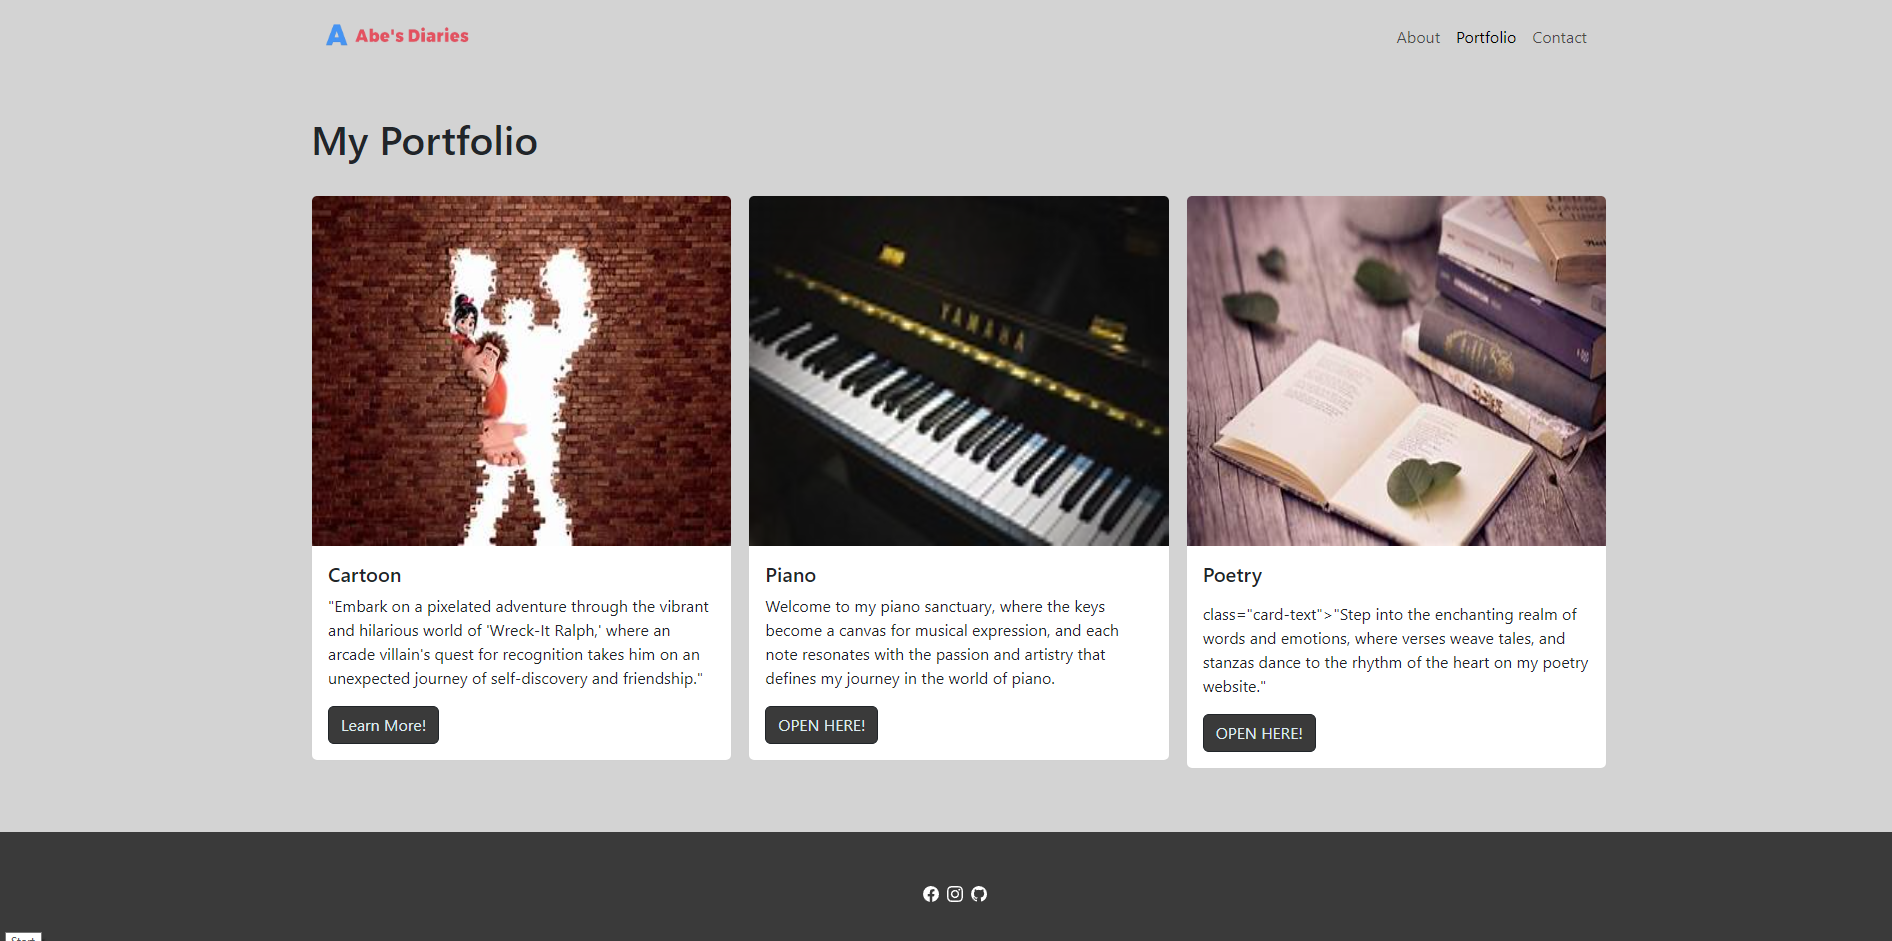 A Abe's Diaries
About Portfolio Contact
My Portfolio
YAMAHA
Cartoon
"Embark on a pixelated adventure through the vibrant
and hilarious world of 'Wreck-It Ralph,' where an
arcade villain's quest for recognition takes him on an
unexpected journey of self-discovery and friendship."
Learn More!
Piano
Welcome to my piano sanctuary, where the keys
become a canvas for musical expression, and each
note resonates with the passion and artistry that
defines my journey in the world of piano.
OPEN HERE!
Poetry
class="card-text">"Step into the enchanting realm of
words and emotions, where verses weave tales, and
stanzas dance to the rhythm of the heart on my poetry
website."
OPEN HERE!
Start